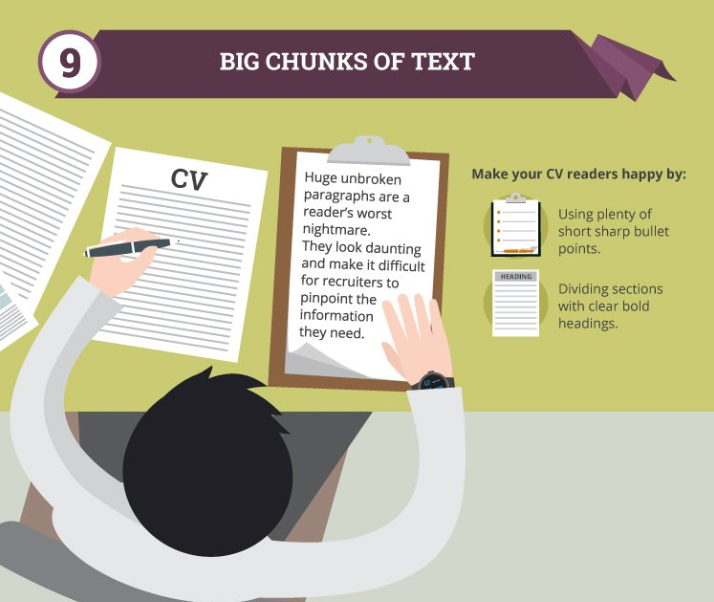 9
BIG CHUNKS OF TEXT
CV
Huge unbroken
paragraphs are a
reader's worst
nightmare.
They look daunting
and make it difficult
for recruiters to
pinpoint the
information
they need.
Make your CV readers happy by:
Using plenty of
short sharp bullet
points.
HEADING
Dividing sections
with clear bold
headings.